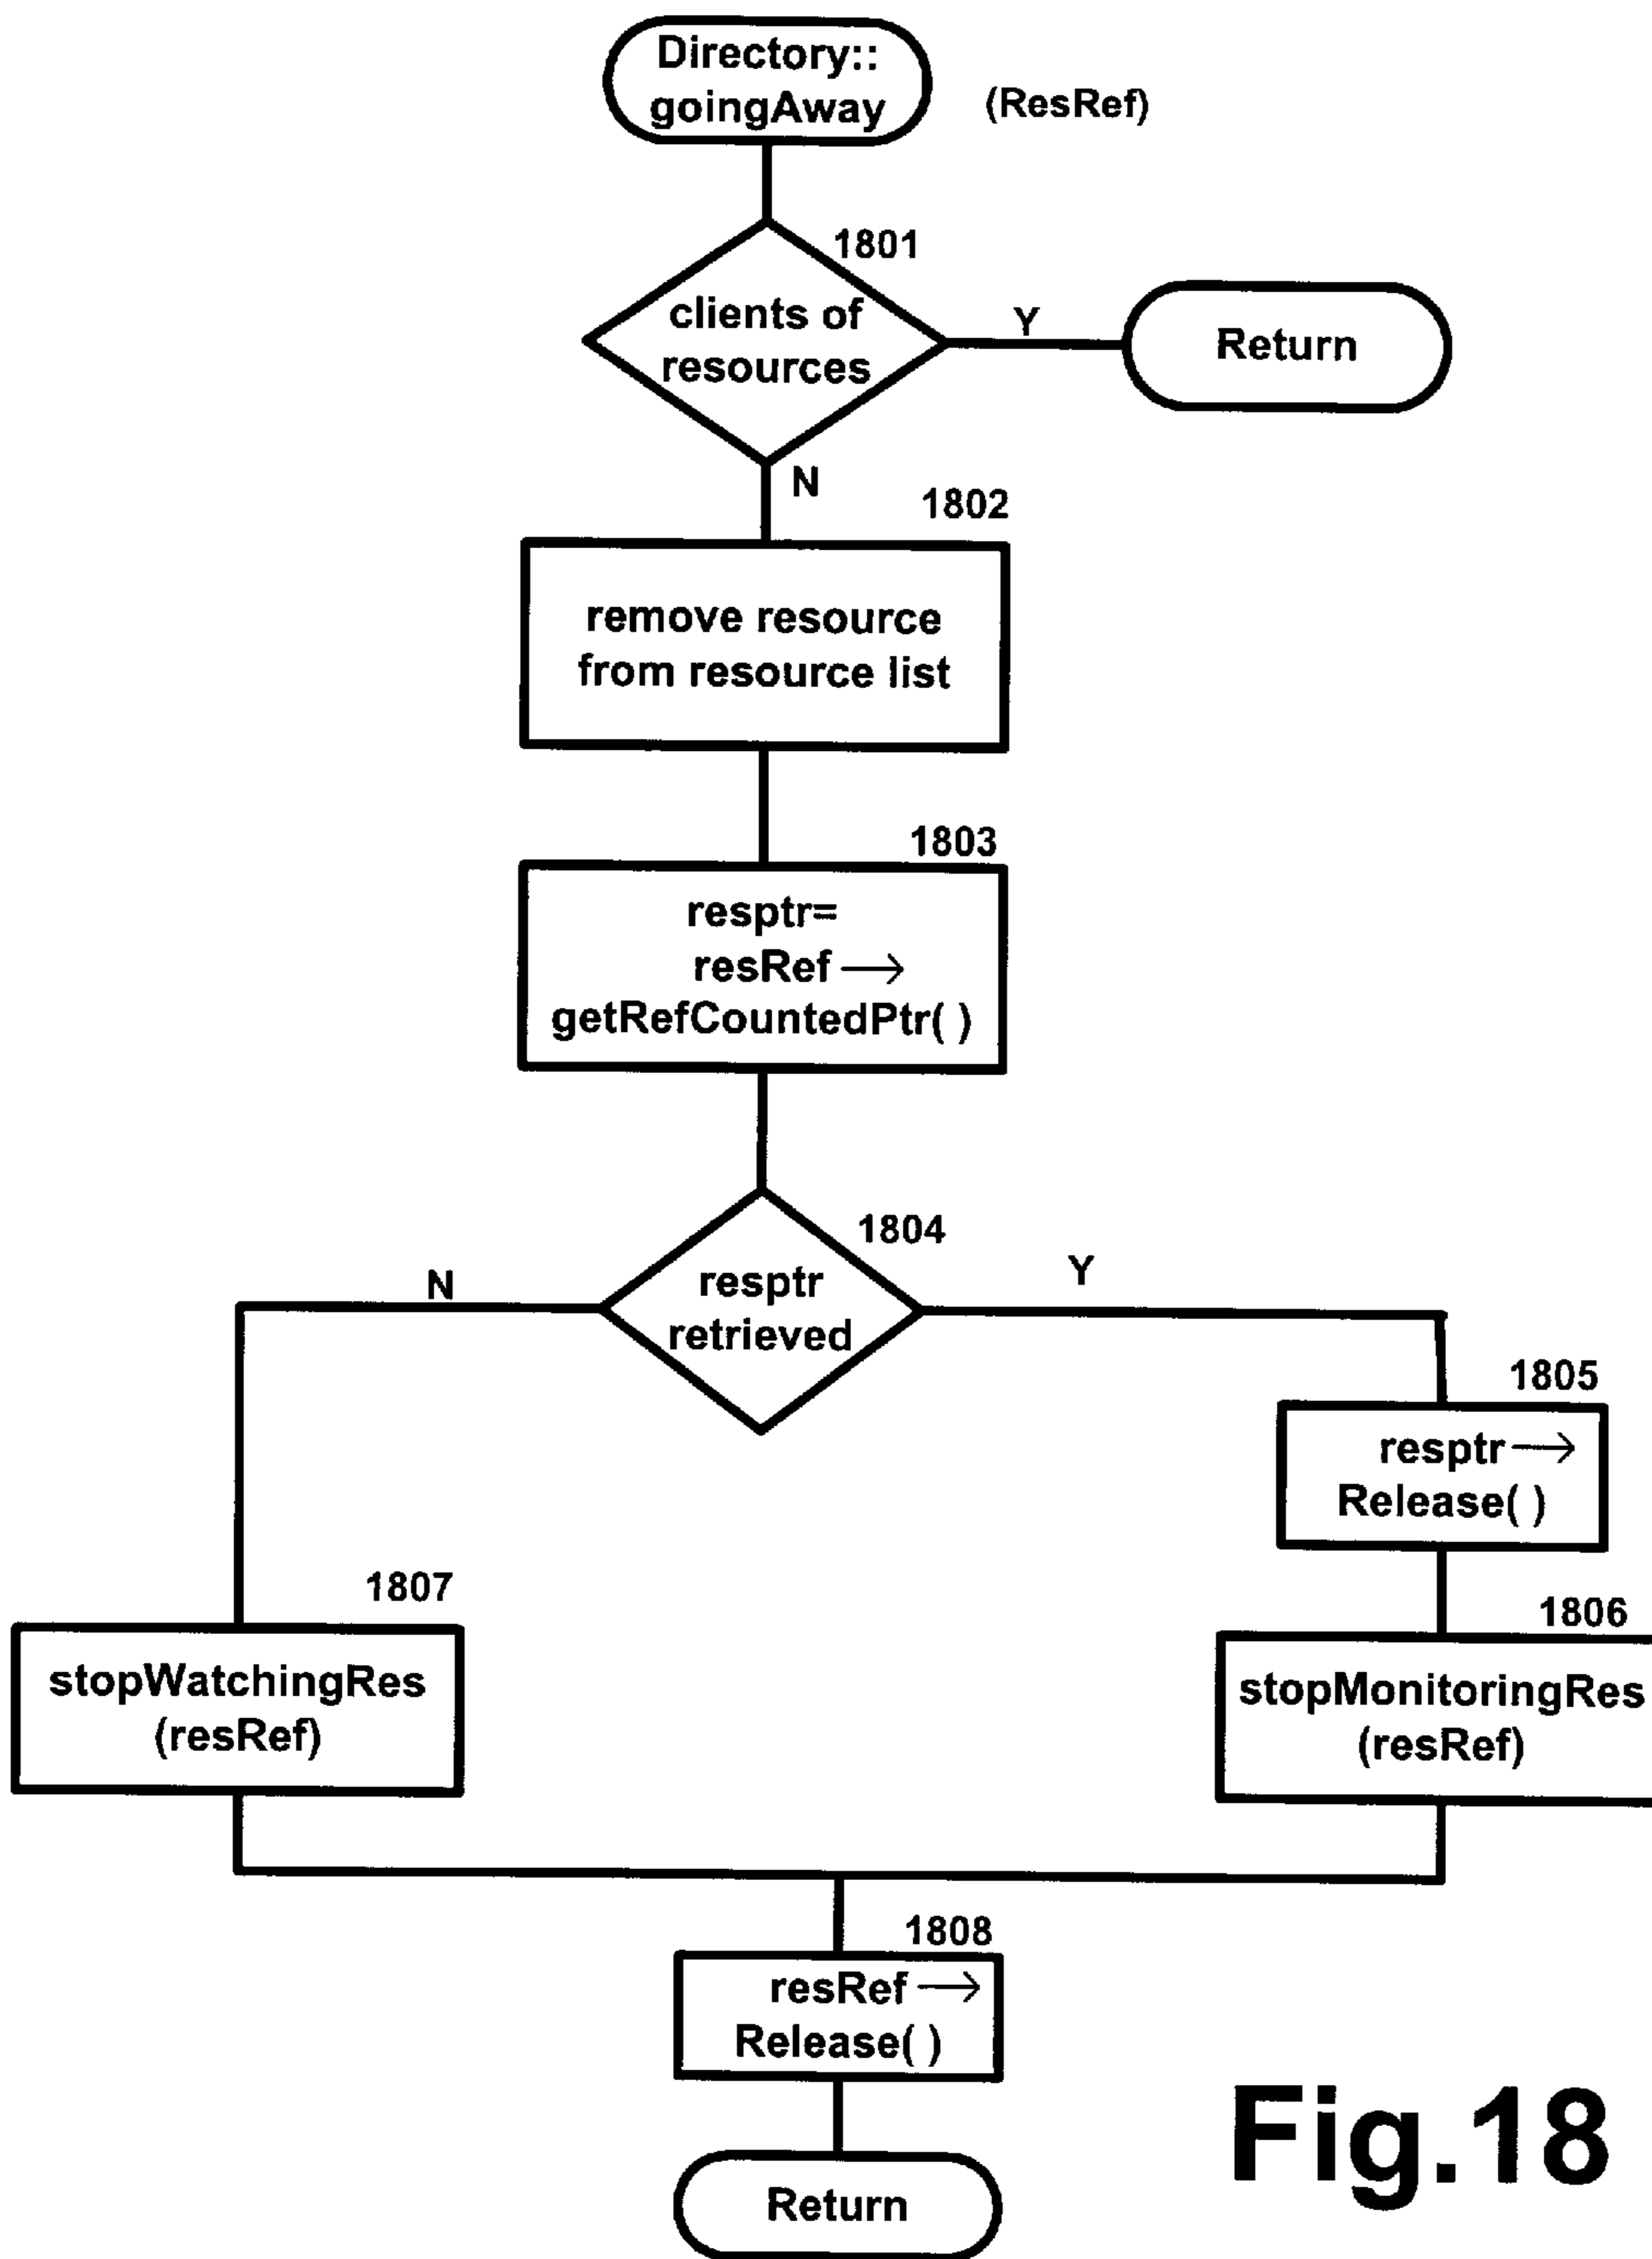 Directory::
goingAway
(ResRef)
1801
clients of
resources
Y
Return
N
1802
remove resource
from resource list
1803
resptr=
resRef →
getRefCountedPtr( )
1804
resptr
retrieved
N
Y
1805
resptr →
Release( )
1807
stopWatchingRes
(resRef)
1806
stopMonitoringRes
(resRef)
1808
resRef →
Release( )
Return
Fig.18